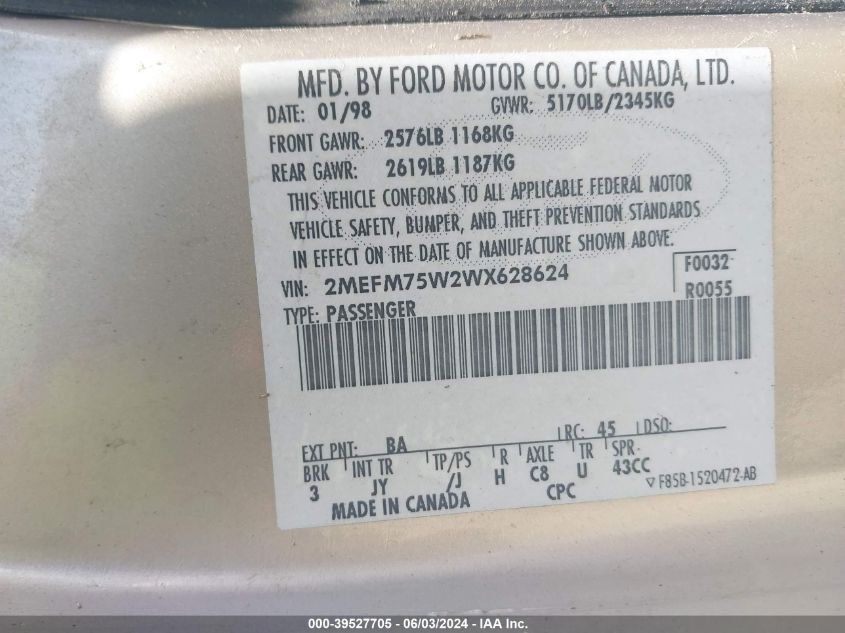 MFD. BY FORD MOTOR CO. OF CANADA, LTD.
DATE: 01/98 GVWR: 5170LB/2345KG
FRONT GAWR: 2576LB 1168KG
REAR GAWR: 2619LB 1187KG
THIS VEHICLE CONFORMS TO ALL APPLICABLE FEDERAL MOTOR
VEHICLE SAFETY, BUMPER, AND THEFT PREVENTION STANDARDS
IN EFFECT ON THE DATE OF MANUFACTURE SHOWN ABOVE.
VIN: 2MEFM75W2WX628624 F0032
TYPE: PASSENGER R0055
EXT PNT: BA RC: 45 DSO:
BRK INT TR TP/PS R AXLE TR SPR
3 JY /J H C8 U 43CC
MADE IN CANADA CPC ▽ F85B-1520472-AB
000-39527705 - 06/03/2024 - IAA Inc.